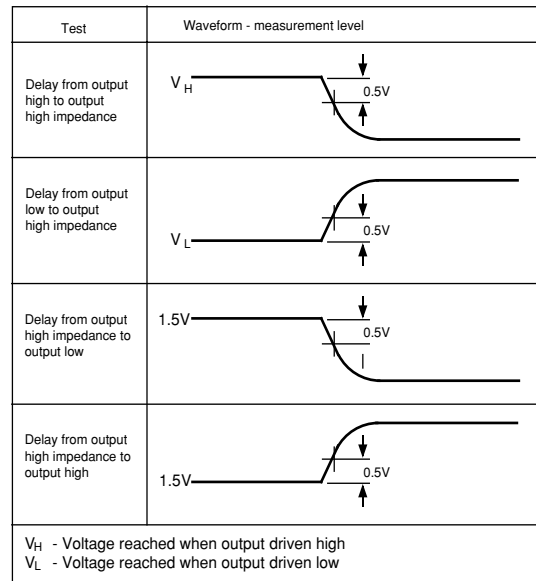 Test
Waveform - measurement level
Delay from output
high to output
high impedance
VH
0.5V
Delay from output
low to output
high impedance
VL
0.5V
Delay from output
high impedance to
output low
1.5V
0.5V
Delay from output
high impedance to
output high
1.5V
0.5V
VH - Voltage reached when output driven high
VL - Voltage reached when output driven low